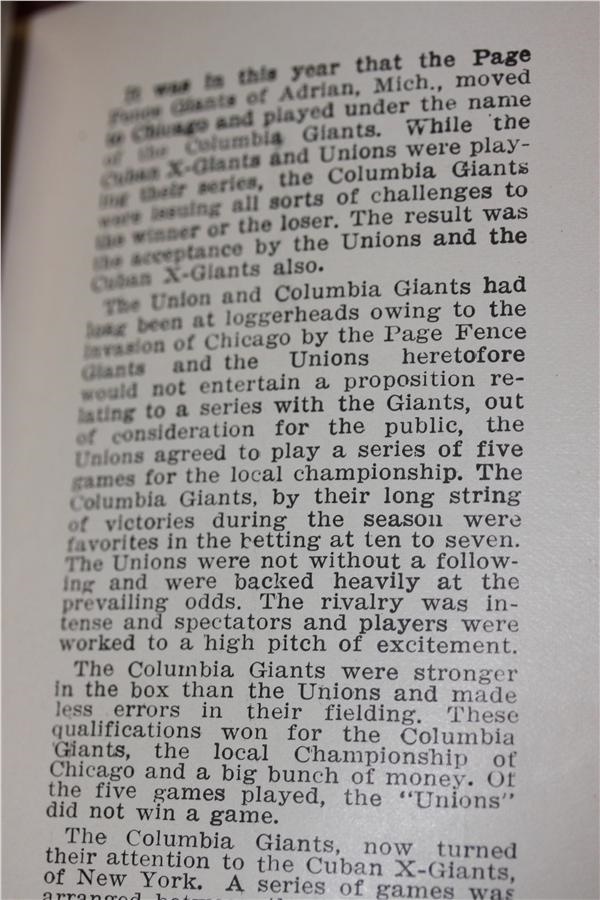 It was in this year that the Page
Fence Giants of Adrian, Mich., moved
to Chicago and played under the name
of the Columbia Giants. While the
Cuban X-Giants and Unions were play-
ing their series, the Columbia Giants
were issuing all sorts of challenges to
the winner or the loser. The result was
the acceptance by the Unions and the
Cuban X-Giants also.
The Union and Columbia Giants had
long been at loggerheads owing to the
invasion of Chicago by the Page Fence
Giants and the Unions heretofore
would not entertain a proposition re-
lating to a series with the Giants, out
of consideration for the public, the
Unions agreed to play a series of five
games for the local championship. The
Columbia Giants, by their long string
of victories during the season were
favorites in the betting at ten to seven.
The Unions were not without a follow-
ing and were backed heavily at the
prevailing odds. The rivalry was in-
tense and spectators and players were
worked to a high pitch of excitement.
The Columbia Giants were stronger
in the box than the Unions and made
less errors in their fielding. These
qualifications won for the Columbia
Giants, the local Championship of
Chicago and a big bunch of money. Of
the five games played, the "Unions"
did not win a game.
The Columbia Giants, now turned
their attention to the Cuban X-Giants,
of New York. A series of games was
arranged between the